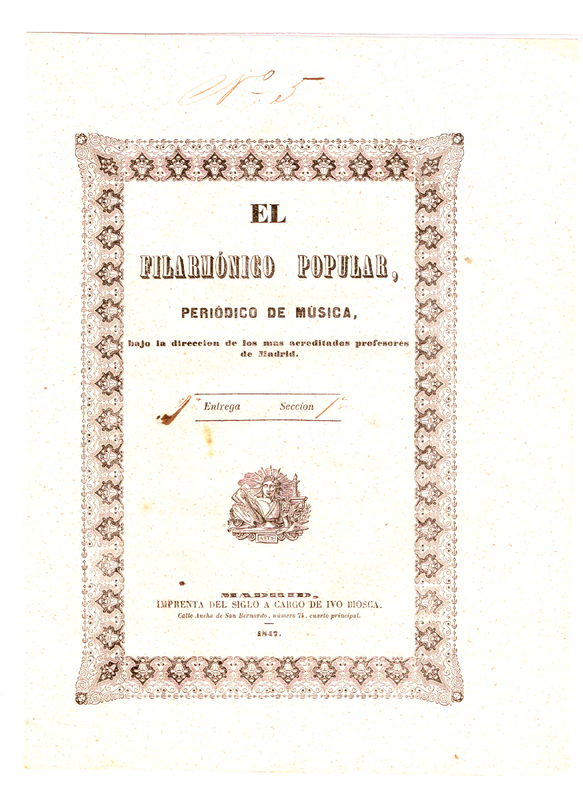 Nº 5
EL
FILARMÓNICO POPULAR,
PERIÓDICO DE MÚSICA,
bajo la direccion de los mas acreditados profesores
de Madrid.
Entrega Seccion 1ª
MADRID,
IMPRENTA DEL SIGLO A CARGO DE IVO BIOSCA.
Calle Ancha de San Bernardo, número 74, cuarto principal.
1847.